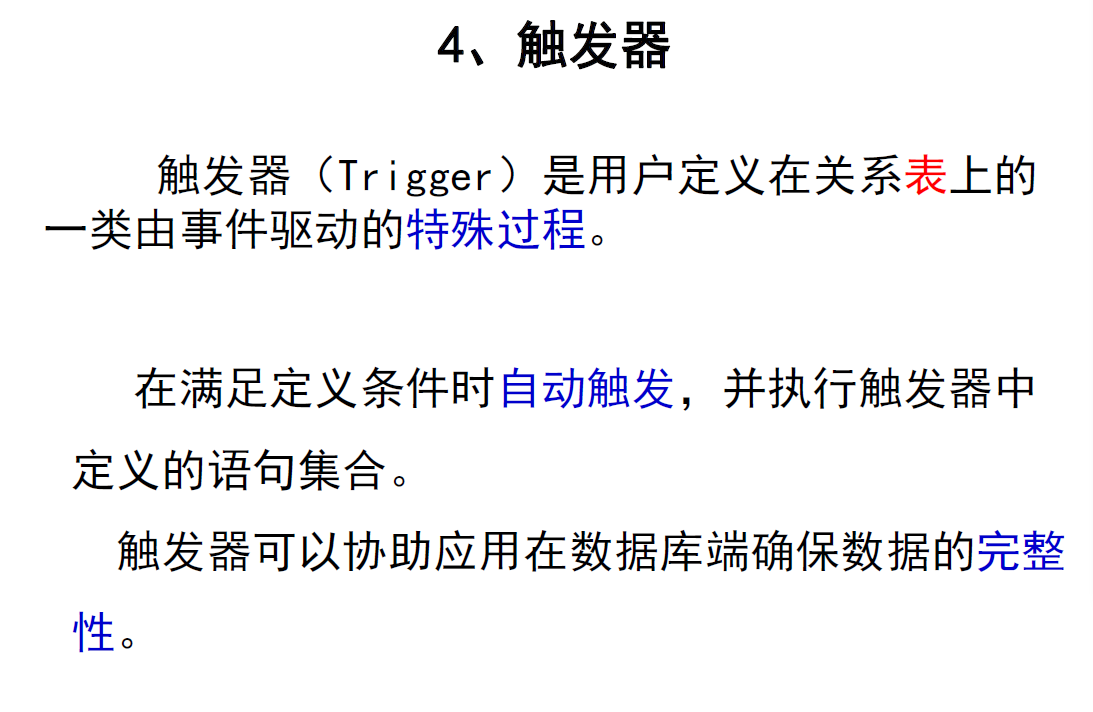 4、触发器
触发器（Trigger）是用户定义在关系表上的
一类由事件驱动的特殊过程。
在满足定义条件时自动触发，并执行触发器中
定义的语句集合。
触发器可以协助应用在数据库端确保数据的完整
性。